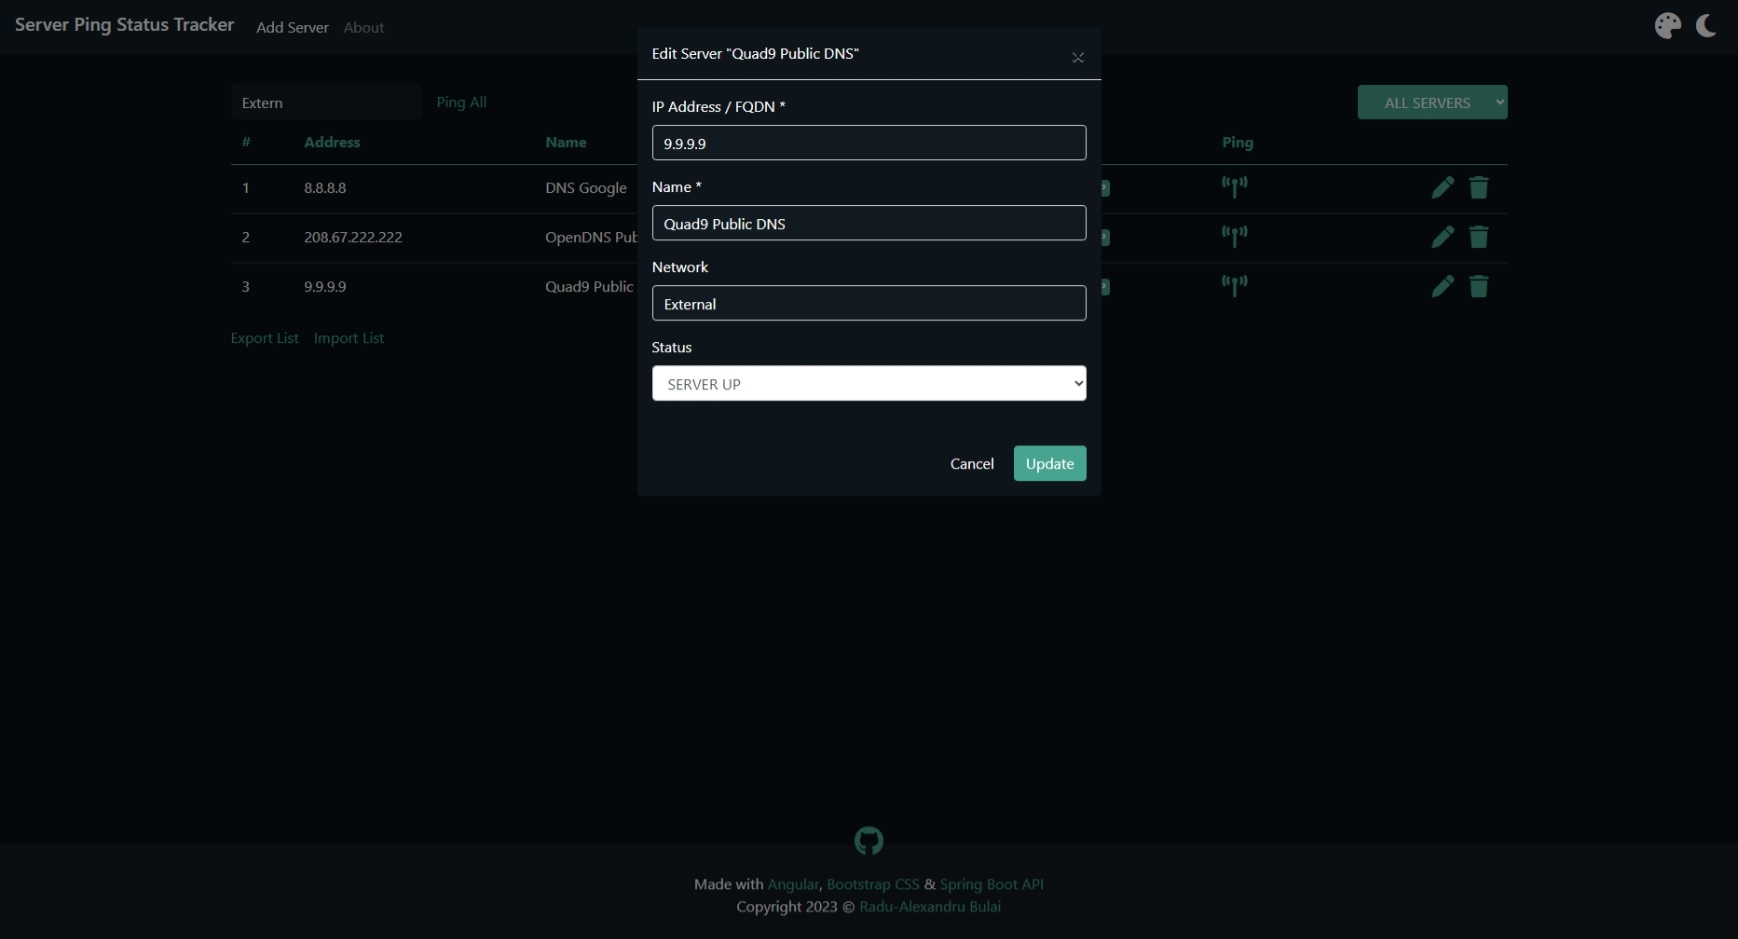 Server Ping Status Tracker Add Server About
Edit Server "Quad9 Public DNS"
IP Address / FQDN *
9.9.9.9
Name *
Quad9 Public DNS
Network
External
Status
SERVER UP
Cancel Update
Extern Ping All ALL SERVERS
# Address Name Ping
1 8.8.8.8 DNS Google
2 208.67.222.222 OpenDNS Pub
3 9.9.9.9 Quad9 Public
Export List Import List
Made with Angular, Bootstrap CSS & Spring Boot API
Copyright 2023 © Radu-Alexandru Bulai